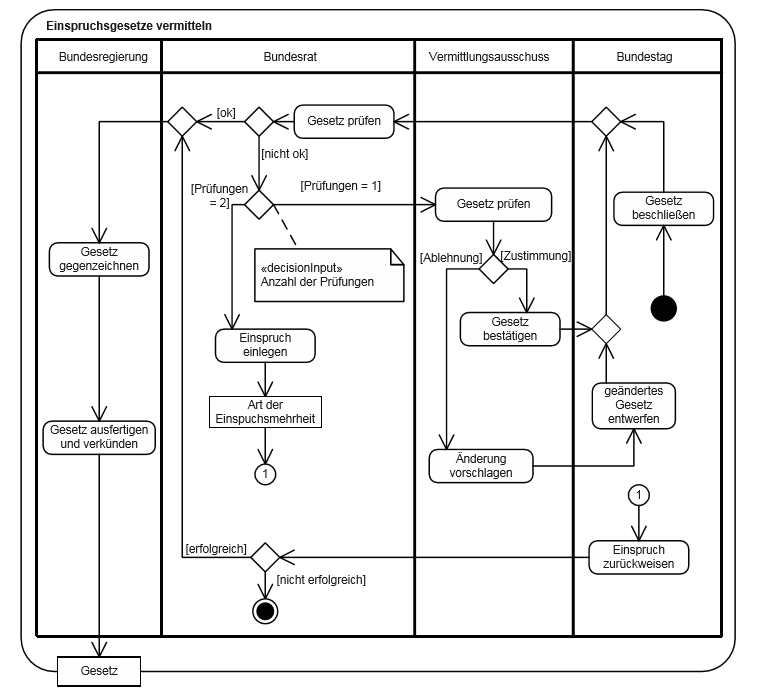 Einspruchsgesetze vermitteln
Bundesregierung
Bundesrat
Vermittlungsausschuss
Bundestag
[ok]
Gesetz prüfen
[nicht ok]
[Prüfungen
= 2]
[Prüfungen = 1]
Gesetz prüfen
Gesetz
beschließen
Gesetz
gegenzeichnen
«decisionInput»
Anzahl der Prüfungen
[Ablehnung]
[Zustimmung]
Gesetz
bestätigen
Einspruch
einlegen
Art der
Einspuchsmehrheit
1
geändertes
Gesetz
entwerfen
Gesetz ausfertigen
und verkünden
Änderung
vorschlagen
1
Einspruch
zurückweisen
[erfolgreich]
[nicht erfolgreich]
Gesetz